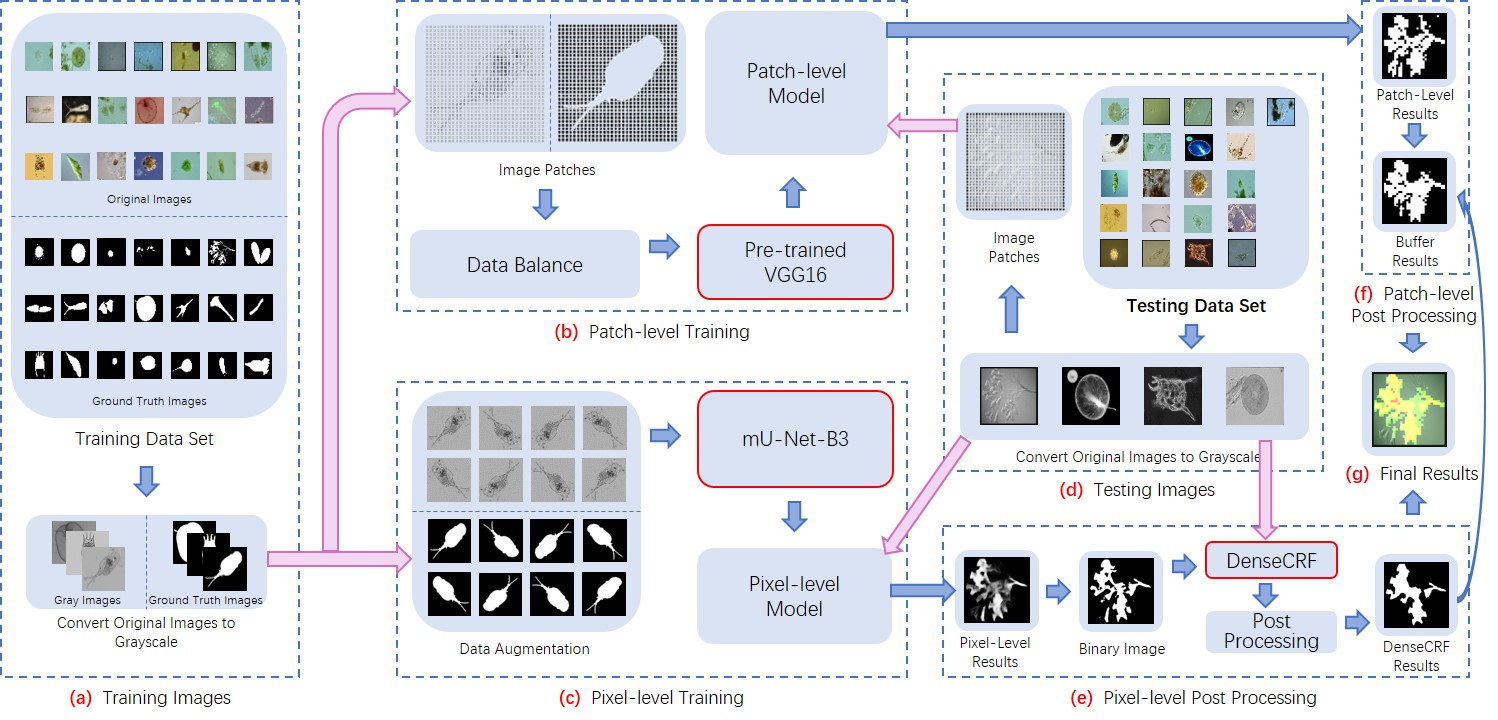 Original Images
Ground Truth Images
Training Data Set
Gray Images
Ground Truth Images
Convert Original Images to
Grayscale
(a) Training Images
Image Patches
Data Balance
Pre-trained
VGG16
Patch-level
Model
(b) Patch-level Training
mU-Net-B3
Data Augmentation
Pixel-level
Model
(c) Pixel-level Training
Image
Patches
Testing Data Set
Convert Original Images to Grayscale
(d) Testing Images
Pixel-Level
Results
Binary Image
DenseCRF
Post
Processing
DenseCRF
Results
(e) Pixel-level Post Processing
Patch-Level
Results
Buffer
Results
(f) Patch-level
Post Processing
(g) Final Results